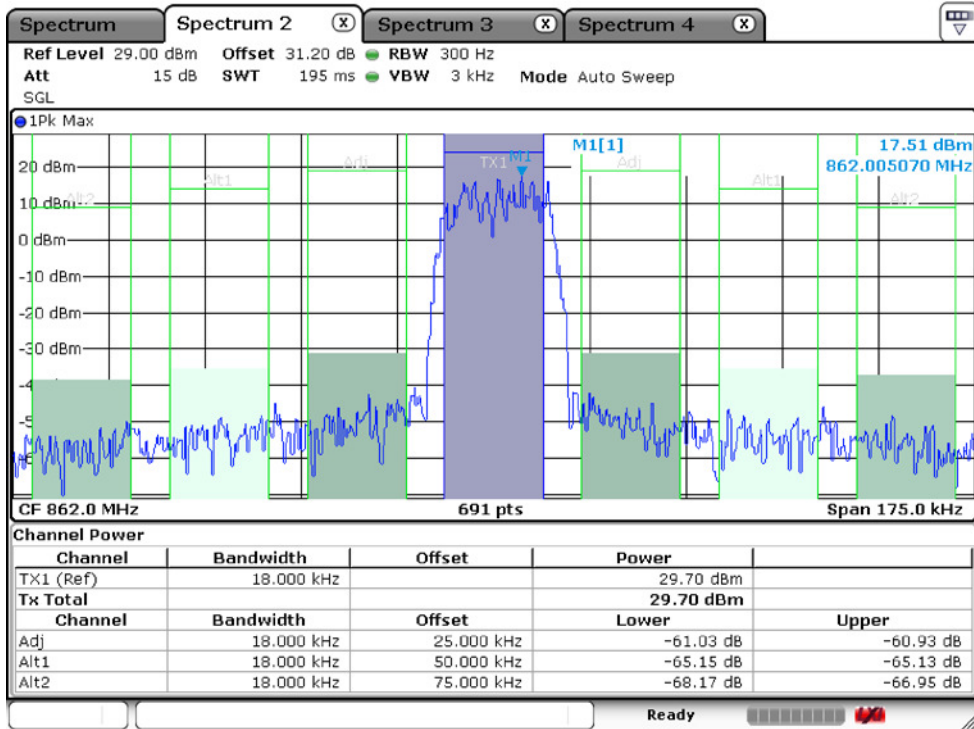 Spectrum Spectrum 2 X Spectrum 3 X Spectrum 4 X
Ref Level 29.00 dBm Offset 31.20 dB RBW 300 Hz
Att 15 dB SWT 195 ms VBW 3 kHz Mode Auto Sweep
SGL
1Pk Max
M1[1] 17.51 dBm
862.005070 MHz
20 dBm Adj TX1 M1 Adj
Alt1 Alt1
10 dBm Alt2 Alt2
0 dBm
-10 dBm
-20 dBm
-30 dBm
CF 862.0 MHz 691 pts Span 175.0 kHz
Channel Power
Channel Bandwidth Offset Power
TX1 (Ref) 18.000 kHz 29.70 dBm
Tx Total 29.70 dBm
Channel Bandwidth Offset Lower Upper
Adj 18.000 kHz 25.000 kHz -61.03 dB -60.93 dB
Alt1 18.000 kHz 50.000 kHz -65.15 dB -65.13 dB
Alt2 18.000 kHz 75.000 kHz -68.17 dB -66.95 dB
Ready